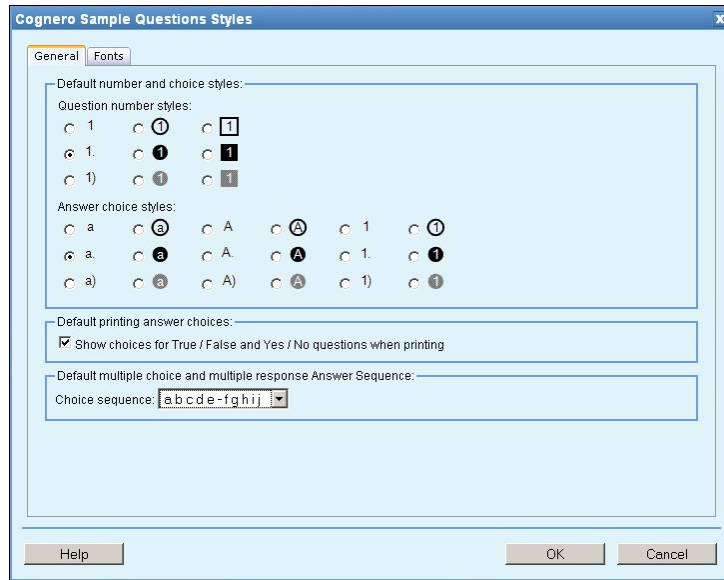 Cognero Sample Questions Styles X
General Fonts
Default number and choice styles:
Question number styles:
1 1 1
1. 1 1
1) 1 1
Answer choice styles:
a a A A 1 1
a. a A. A 1. 1
a) a A) A 1) 1
Default printing answer choices:
Show choices for True / False and Yes / No questions when printing
Default multiple choice and multiple response Answer Sequence:
Choice sequence: a b c d e - f g h i j
Help OK Cancel